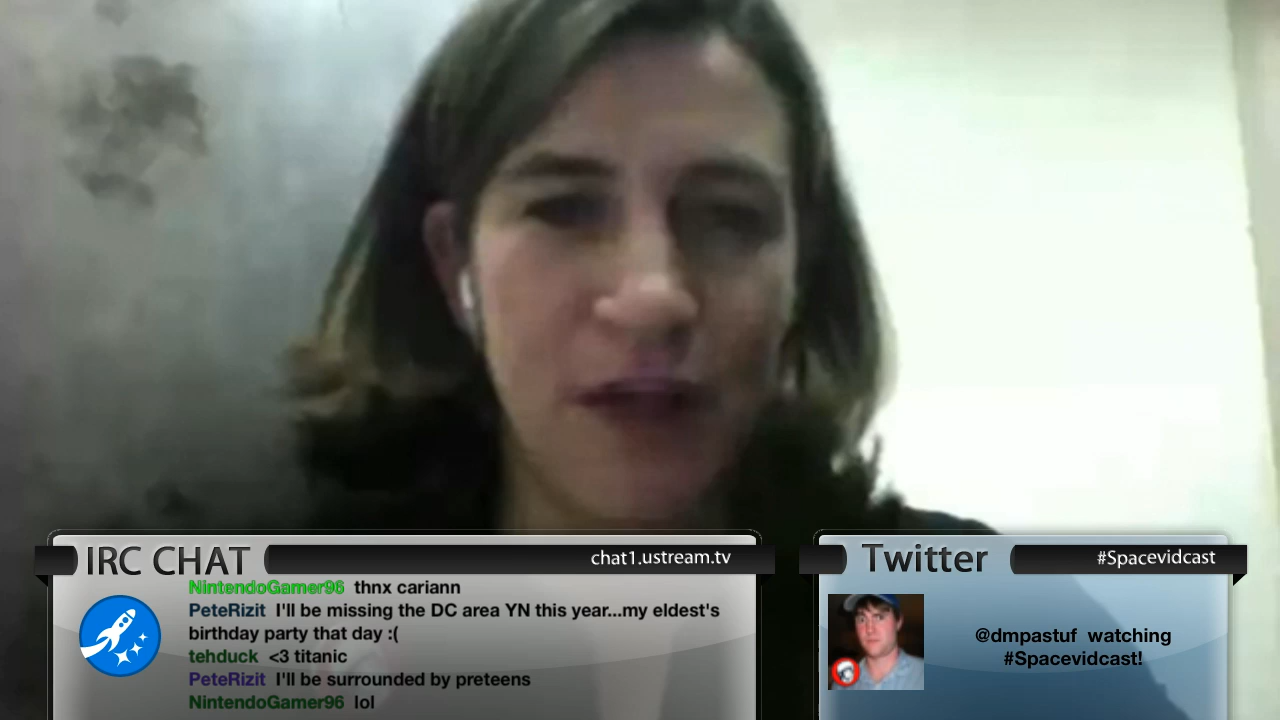 IRC CHAT
chat1.ustream.tv
NintendoGamer96 thnx cariann
PeteRizit I'll be missing the DC area YN this year...my eldest's
birthday party that day :(
tehduck <3 titanic
PeteRizit I'll be surrounded by preteens
NintendoGamer96 lol
Twitter
#Spacevidcast
@dmpastuf watching
#Spacevidcast!